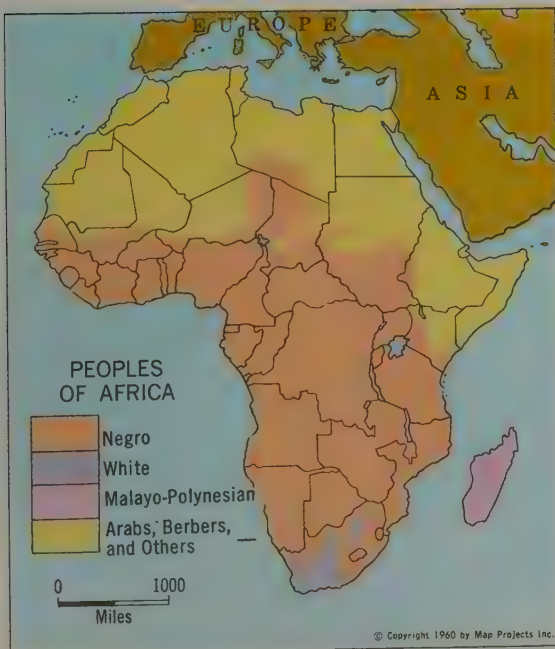 EUROPE
ASIA
PEOPLES
OF AFRICA
Negro
White
Malayo-Polynesian
Arabs, Berbers,
and Others
0 1000
Miles
© Copyright 1960 by Map Projects Inc.